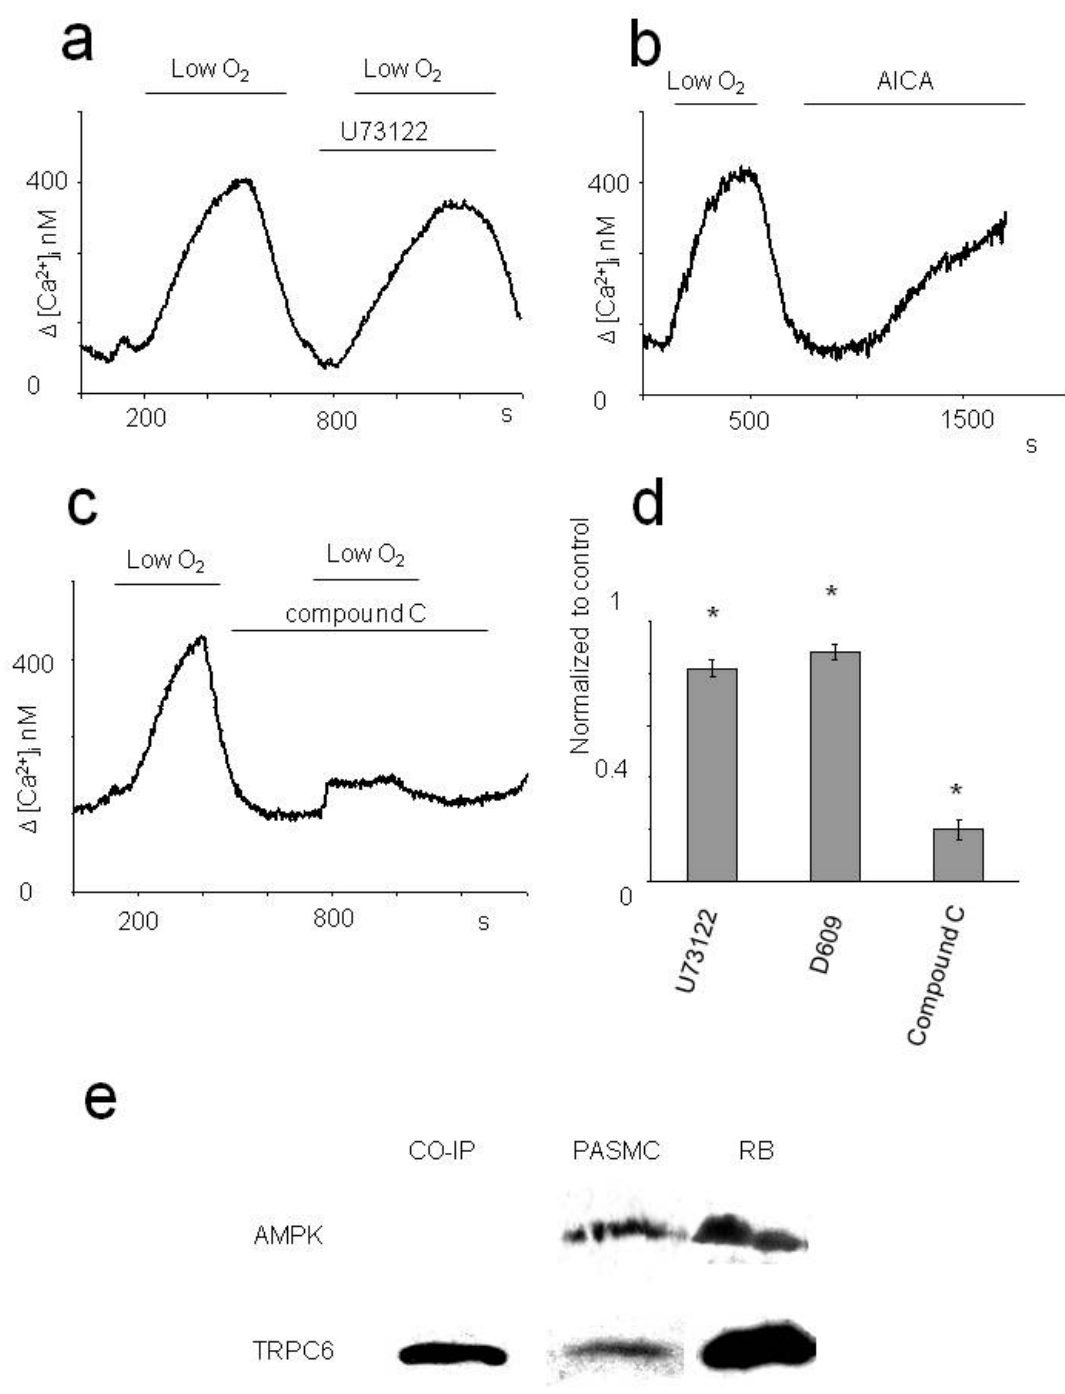 a
Low O₂
Low O₂
U73122
400
Δ [Ca²⁺]ᵢ nM
0
200
800
s
b
Low O₂
AICA
400
Δ [Ca²⁺]ᵢ nM
0
500
1500
s
c
Low O₂
Low O₂
compound C
400
Δ [Ca²⁺]ᵢ nM
0
200
800
s
d
Normalized to control
1
0.4
0
*
*
*
U73122
D609
Compound C
e
CO-IP PASMC RB
AMPK
TRPC6